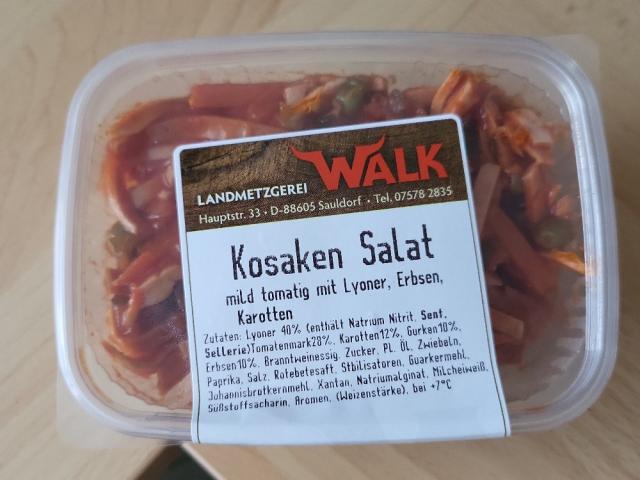 LANDMETZGEREI WALK
Hauptstr. 33 • D-88605 Sauldorf • Tel. 07578 2835
Kosaken Salat
mild tomatig mit Lyoner, Erbsen,
Karotten
Zutaten: Lyoner 40% (enthält Natrium Nitrit, Senf,
Sellerie)Tomatenmark28%, Karotten12%, Gurken10%,
Erbsen10%, Branntweinessig, Zucker, Pl. Öl, Zwiebeln,
Paprika, Salz, Rotebetesaft, Stbilisatoren, Guarkermehl,
Johannisbrotkernmehl, Xantan, Natriumalginat, Milcheiweiß,
Süßstoffsacharin, Aromen, (Weizenstärke), bei +7°C